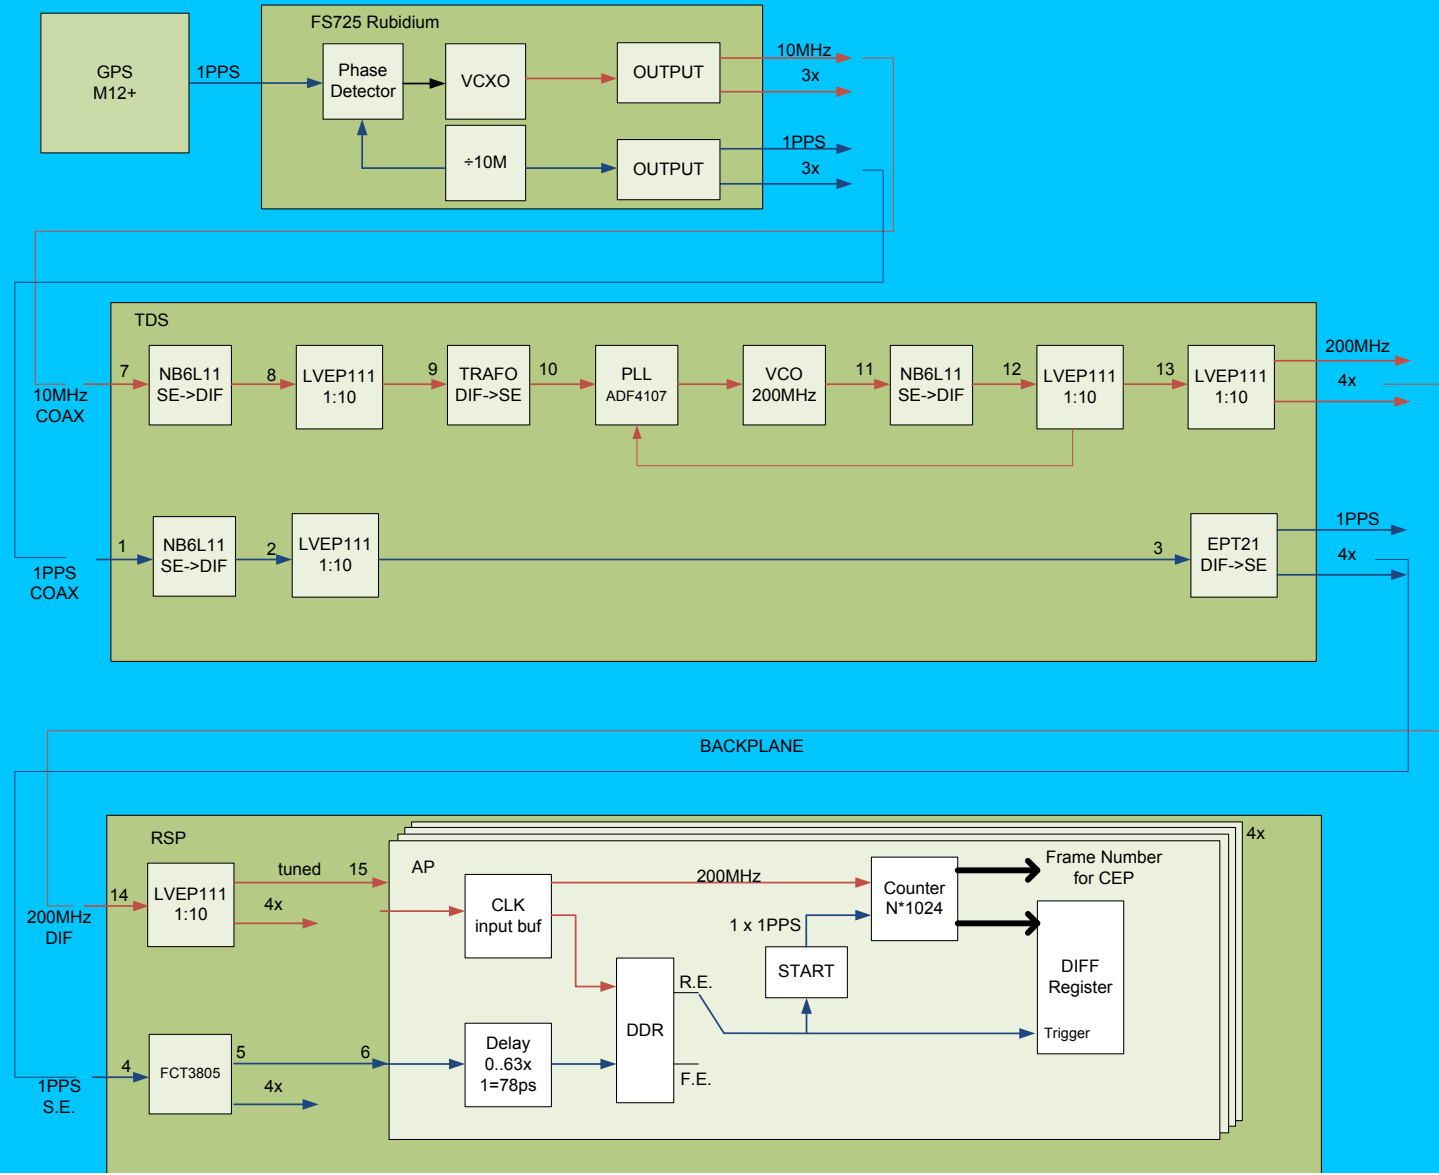 FS725 Rubidium
GPS
M12+
1PPS
Phase
Detector
VCXO
OUTPUT
10MHz
3x
÷10M
OUTPUT
1PPS
3x
TDS
10MHz
COAX
7
NB6L11
SE->DIF
8
LVEP111
1:10
9
TRAFO
DIF->SE
10
PLL
ADF4107
VCO
200MHz
11
NB6L11
SE->DIF
12
LVEP111
1:10
13
LVEP111
1:10
200MHz
4x
1PPS
COAX
1
NB6L11
SE->DIF
2
LVEP111
1:10
3
EPT21
DIF->SE
1PPS
4x
BACKPLANE
RSP
200MHz
DIF
14
LVEP111
1:10
tuned
15
4x
AP
4x
CLK
input buf
200MHz
Counter
N*1024
Frame Number
for CEP
1 x 1PPS
START
DIFF
Register
Trigger
R.E.
DDR
F.E.
1PPS
S.E.
4
FCT3805
5
4x
6
Delay
0..63x
1=78ps